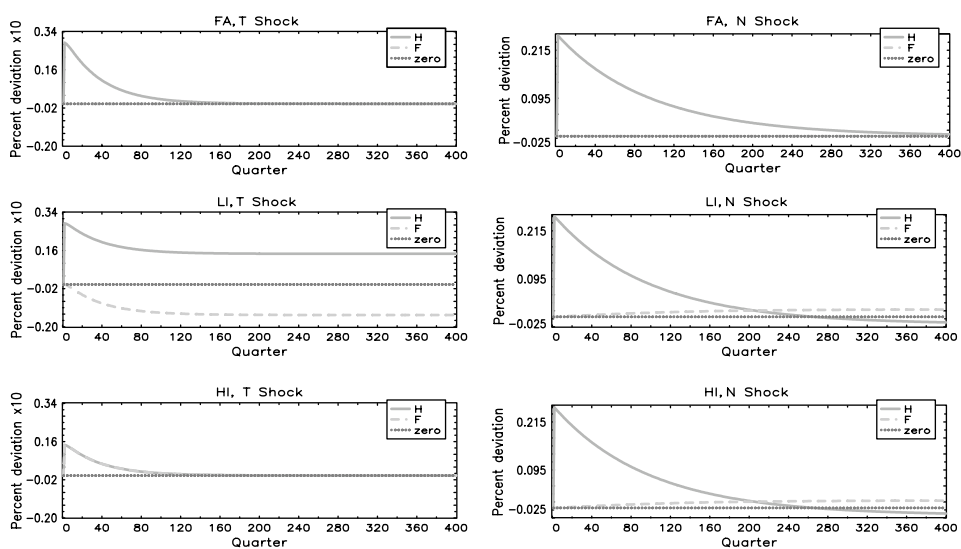 FA, T Shock
Percent deviation x10
0.34
0.16
-0.02
-0.20
H
F
zero
0 40 80 120 160 200 240 280 320 360 400
Quarter
FA, N Shock
Percent deviation
0.215
0.095
-0.025
H
F
zero
0 40 80 120 160 200 240 280 320 360 400
Quarter
LI, T Shock
Percent deviation x10
0.34
0.16
-0.02
-0.20
H
F
zero
0 40 80 120 160 200 240 280 320 360 400
Quarter
LI, N Shock
Percent deviation
0.215
0.095
-0.025
H
F
zero
0 40 80 120 160 200 240 280 320 360 400
Quarter
HI, T Shock
Percent deviation x10
0.34
0.16
-0.02
-0.20
H
F
zero
0 40 80 120 160 200 240 280 320 360 400
Quarter
HI, N Shock
Percent deviation
0.215
0.095
-0.025
H
F
zero
0 40 80 120 160 200 240 280 320 360 400
Quarter